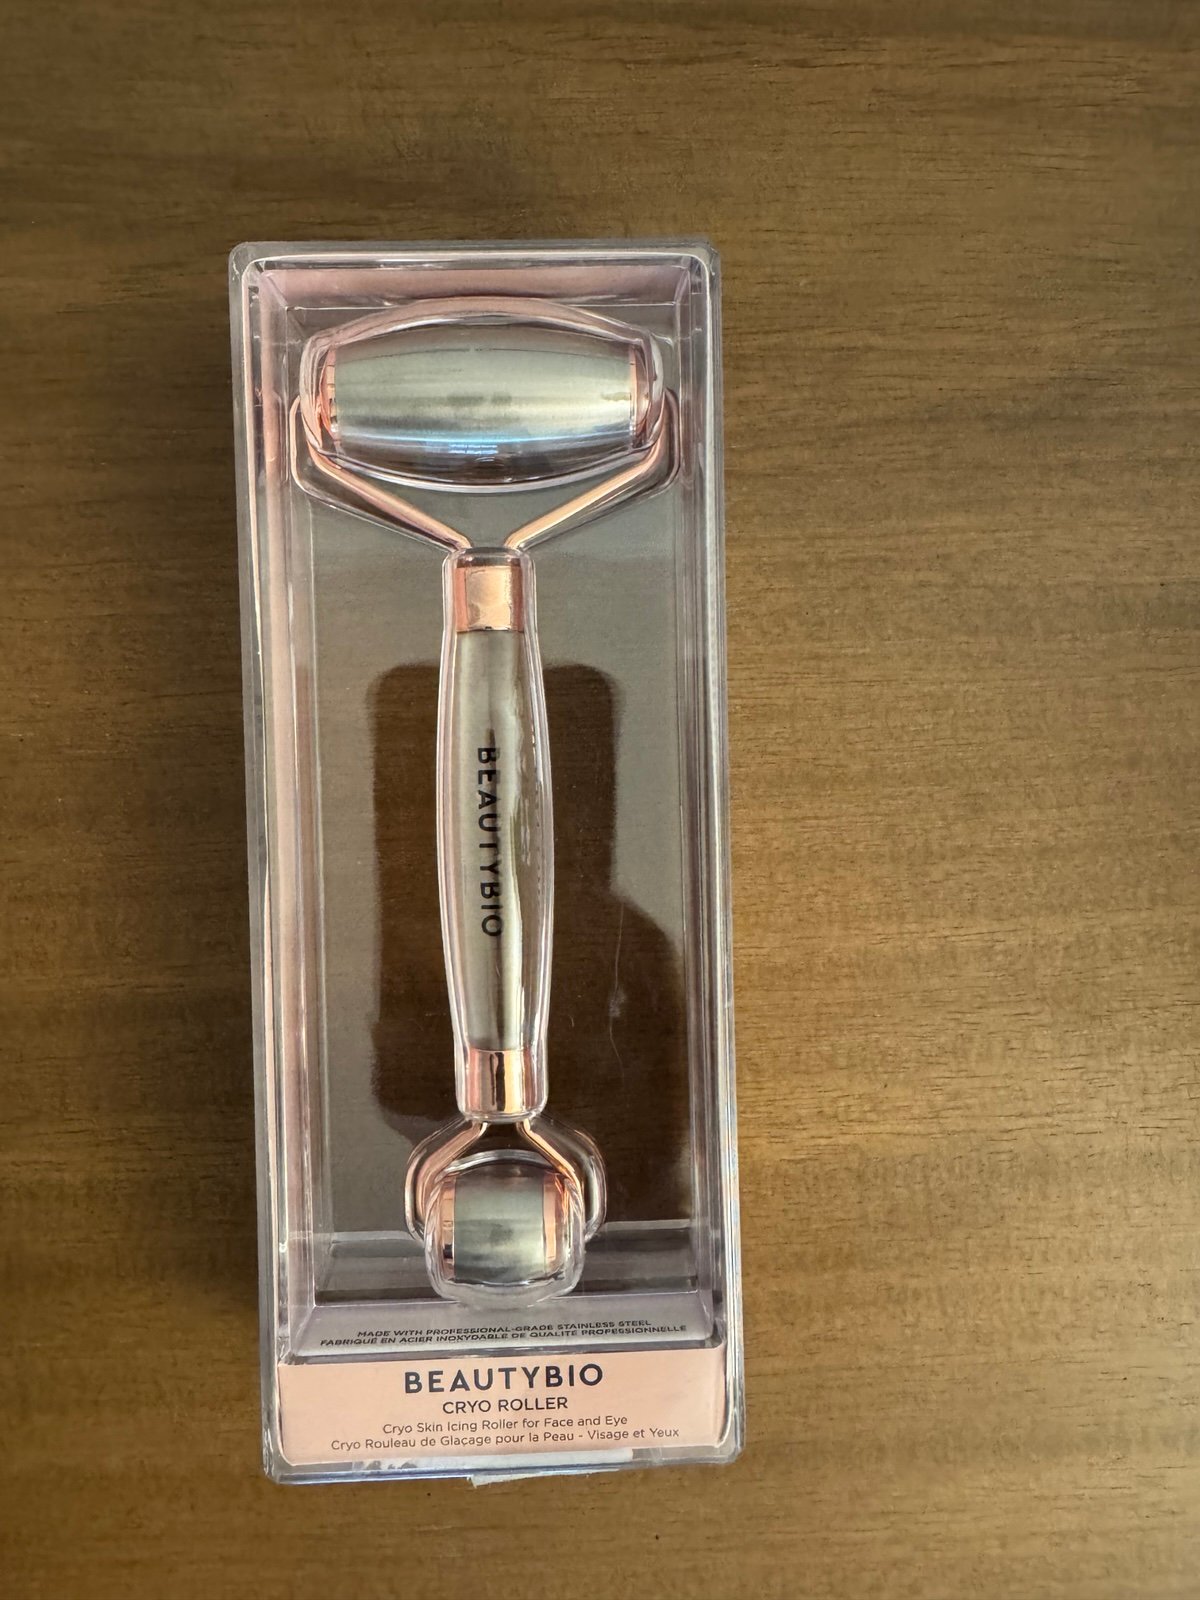 BEAUTYBIO
MADE WITH PROFESSIONAL-GRADE STAINLESS STEEL
FABRIQUÉ EN ACIER INOXYDABLE DE QUALITÉ PROFESSIONNELLE
BEAUTYBIO
CRYO ROLLER
Cryo Skin Icing Roller for Face and Eye
Cryo Rouleau de Glaçage pour la Peau - Visage et Yeux